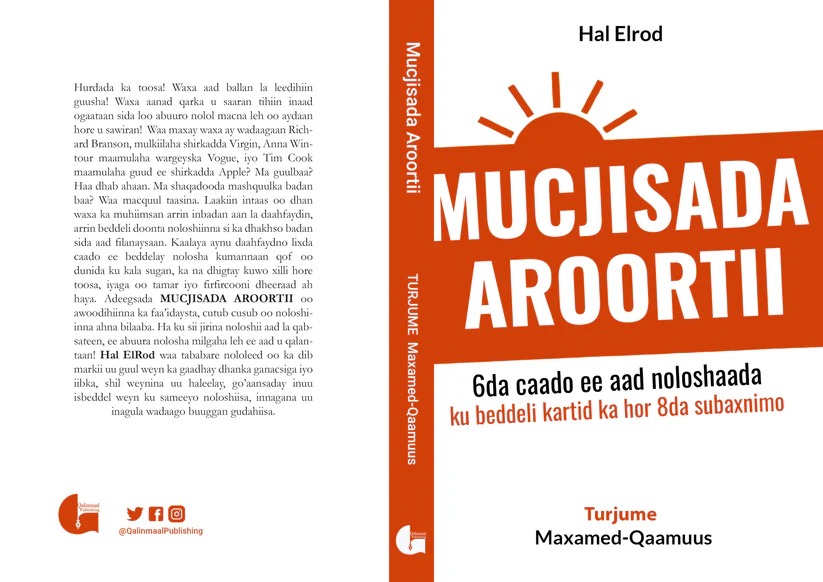 Hurdada ka toosa! Waxa aad ballan la leedihiin
guusha! Waxa aanad qarka u saaran tihiin inaad
ogaataan sida loo abuuro nolol macna leh oo aydaan
hore u sawiran! Waa maxay waxa ay wadaagaan Rich-
ard Branson, mulkiilaha shirkadda Virgin, Anna Win-
tour maamulaha wargeyska Vogue, iyo Tim Cook
maamulaha guud ee shirkadda Apple? Ma guulbaa?
Haa dhab ahaan. Ma shaqadooda mashquulka badan
baa? Waa macquul taasina. Laakiin intaas oo dhan
waxa ka muhiimsan arrin inbadan aan la daahfaydin,
arrin beddeli doonta noloshiinna si ka dhakhso badan
sida aad filanaysaan. Kaalaya aynu daahfaydno lixda
caado ee beddelay nolosha kumannaan qof oo
dunida ku kala sugan, ka na dhigtay kuwo xilli hore
toosa, iyaga oo tamar iyo firfircooni dheeraad ah
haya. Adeegsada MUCJISADA AROORTII oo
awoodihiinna ka faa'idaysta, cutub cusub oo noloshi-
inna ahna bilaaba. Ha ku sii jirina noloshii aad la qab-
sateen, ee abuura nolosha milgaha leh ee aad u qalan-
taan! Hal ElRod waa tababare nololeed oo ka dib
markii uu guul weyn ka gaadhay dhanka ganacsiga iyo
iibka, shil weynina uu haleelay, go'aansaday inuu
isbeddel weyn ku sameeyo noloshiisa, innagana uu
inagula wadaago buuggan gudahiisa.
Qalinmaal
Publishing
@QalinmaalPublishing
Mucjisada Aroortii
TURJUME Maxamed-Qaamuus
Hal Elrod
MUCJISADA
AROORTII
6da caado ee aad noloshaada
ku beddeli kartid ka hor 8da subaxnimo
Turjume
Maxamed-Qaamuus